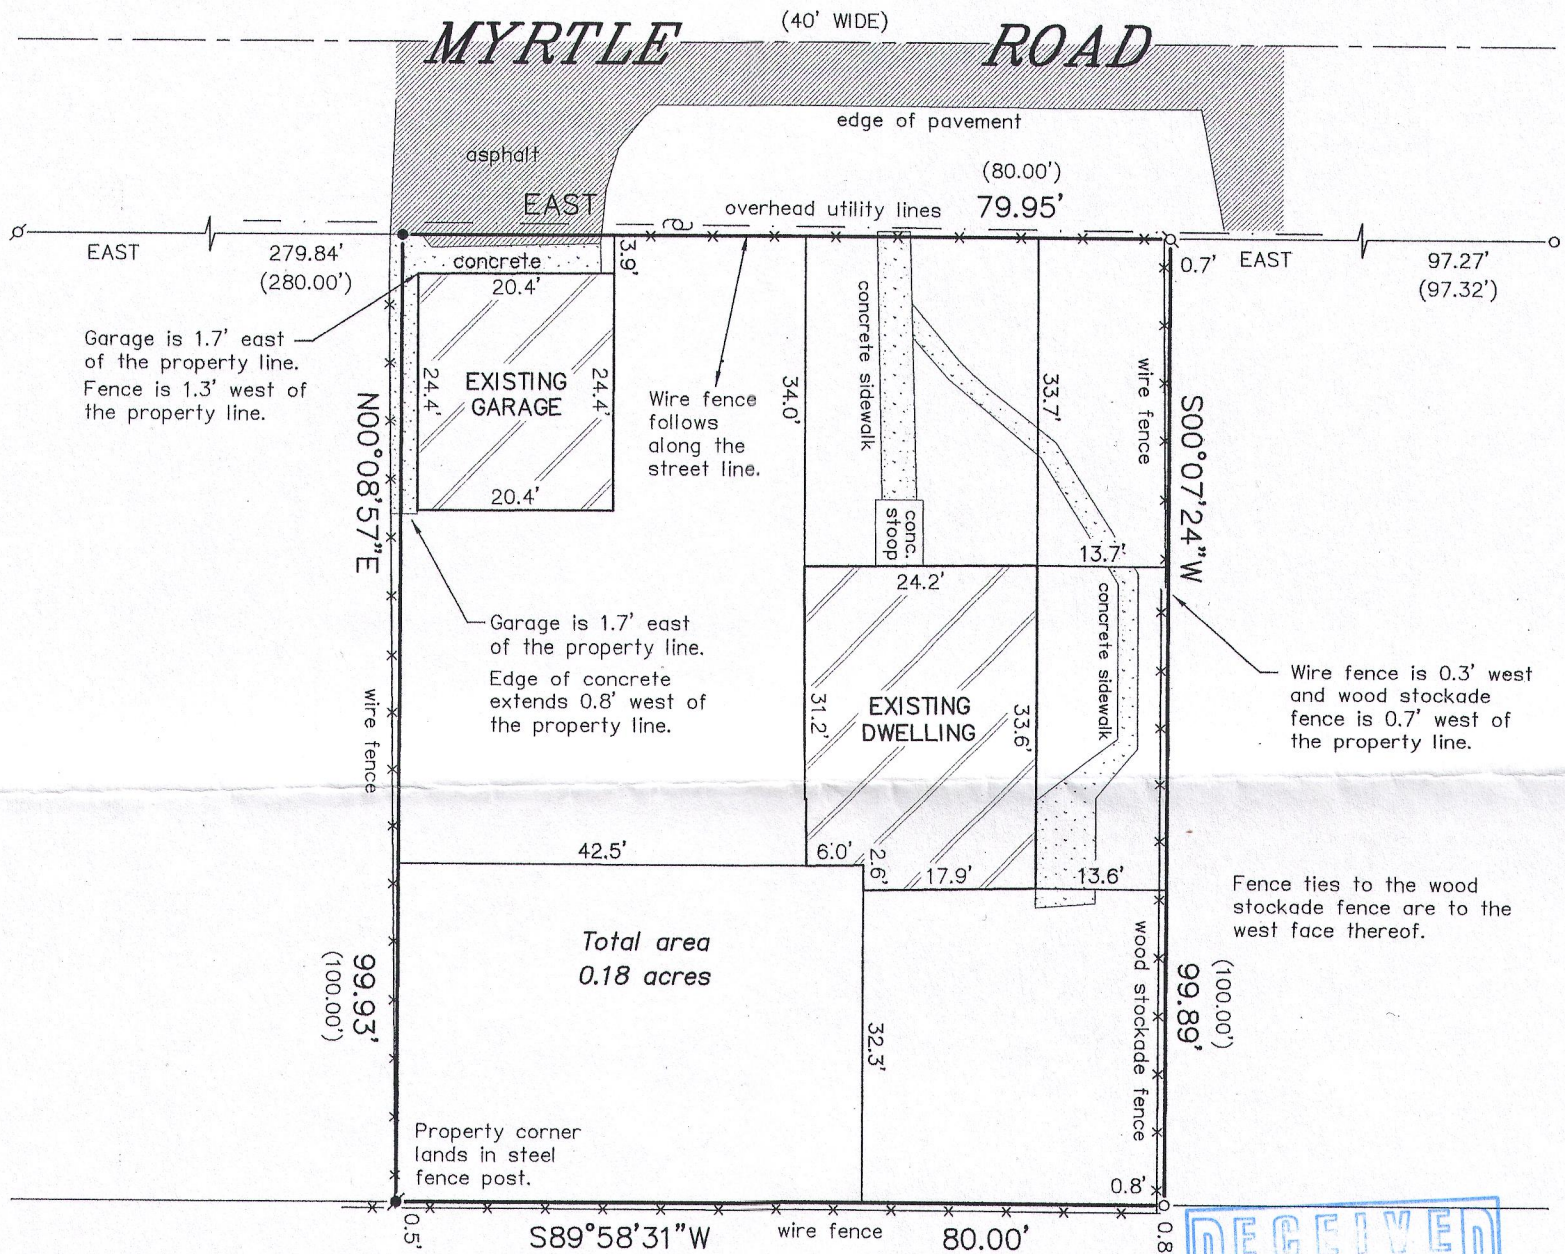 (40' WIDE)
MYRTLE ROAD
edge of pavement
asphalt
(80.00')
EAST
overhead utility lines
79.95'
EAST
279.84'
(280.00')
concrete
3.9'
0.7'
EAST
97.27'
(97.32')
20.4'
Garage is 1.7' east
of the property line.
Fence is 1.3' west of
the property line.
24.4'
EXISTING
GARAGE
24.4'
20.4'
Wire fence
follows
along the
street line.
34.0'
concrete sidewalk
33.7'
wire fence
N00°08'57"E
S00°07'24"W
conc.
stoop
13.7'
24.2'
concrete sidewalk
Garage is 1.7' east
of the property line.
Edge of concrete
extends 0.8' west of
the property line.
Wire fence is 0.3' west
and wood stockade
fence is 0.7' west of
the property line.
wire fence
31.2'
EXISTING
DWELLING
33.6'
42.5'
6.0'
2.6'
17.9'
13.6'
Fence ties to the wood
stockade fence are to the
west face thereof.
Total area
0.18 acres
99.93'
(100.00')
wood stockade fence
99.89'
(100.00')
32.3'
Property corner
lands in steel
fence post.
0.8'
0.5'
S89°58'31"W
wire fence
80.00'
0.8
RECEIVED